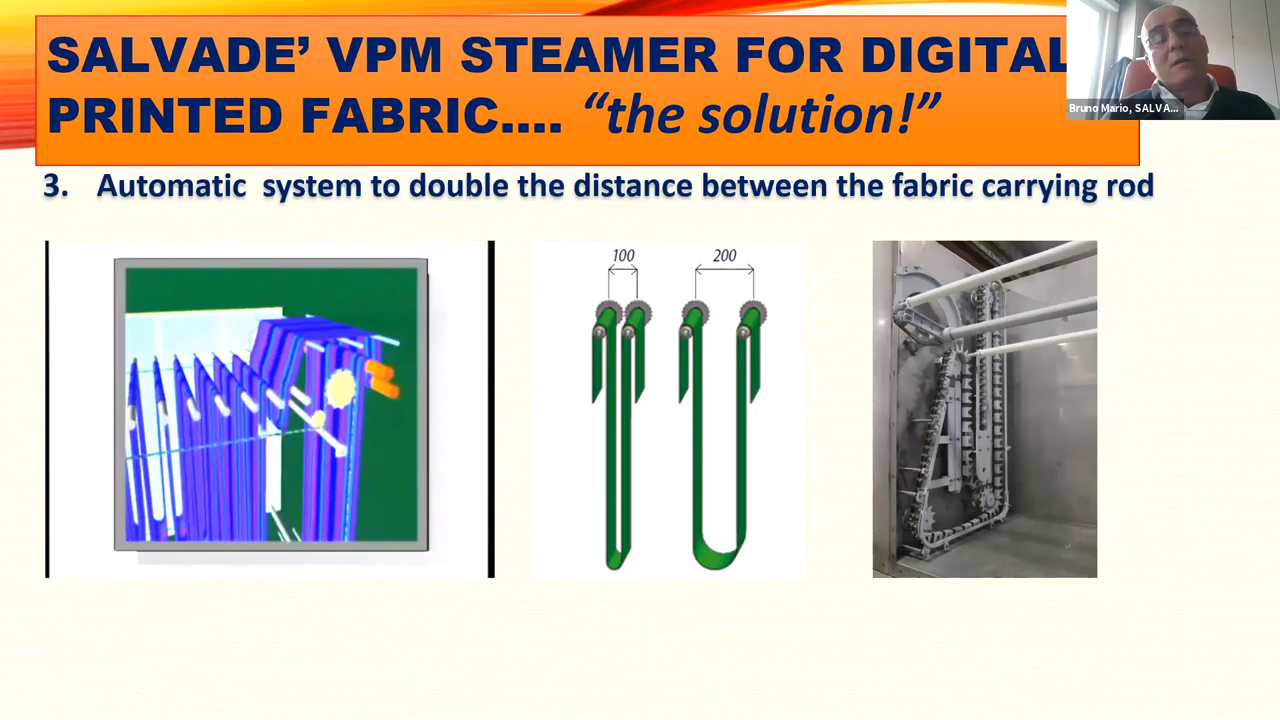 SALVADE’ VPM STEAMER FOR DIGITAL
PRINTED FABRIC.... “the solution!”
Bruno Mario, SALVA...
3. Automatic system to double the distance between the fabric carrying rod
100
200